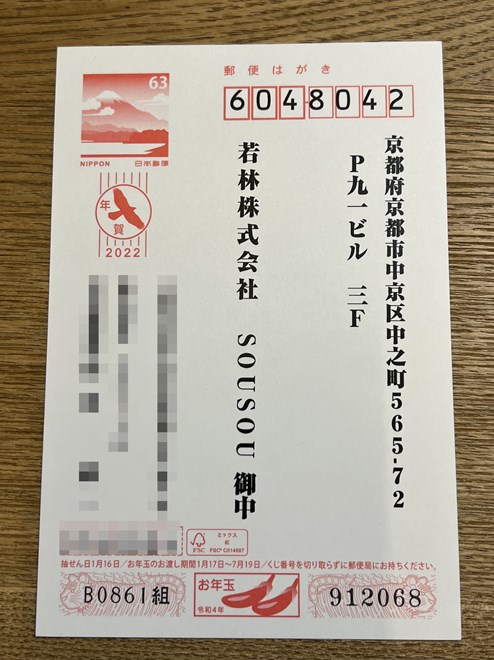 郵便はがき
6048042
63
NIPPON 日本郵便
年賀
2022
京都府京都市中京区中之町565-72
P九一ビル 三F
若林株式会社 SOUSOU 御中
ミックス
紙
FSC
FSC® C014687
抽せん日1月16日/お年玉のお渡し期間1月17日~7月19日/くじ番号を切り取らずに郵便局にお持ちください。
お年玉
令和4年
B0861組
912068